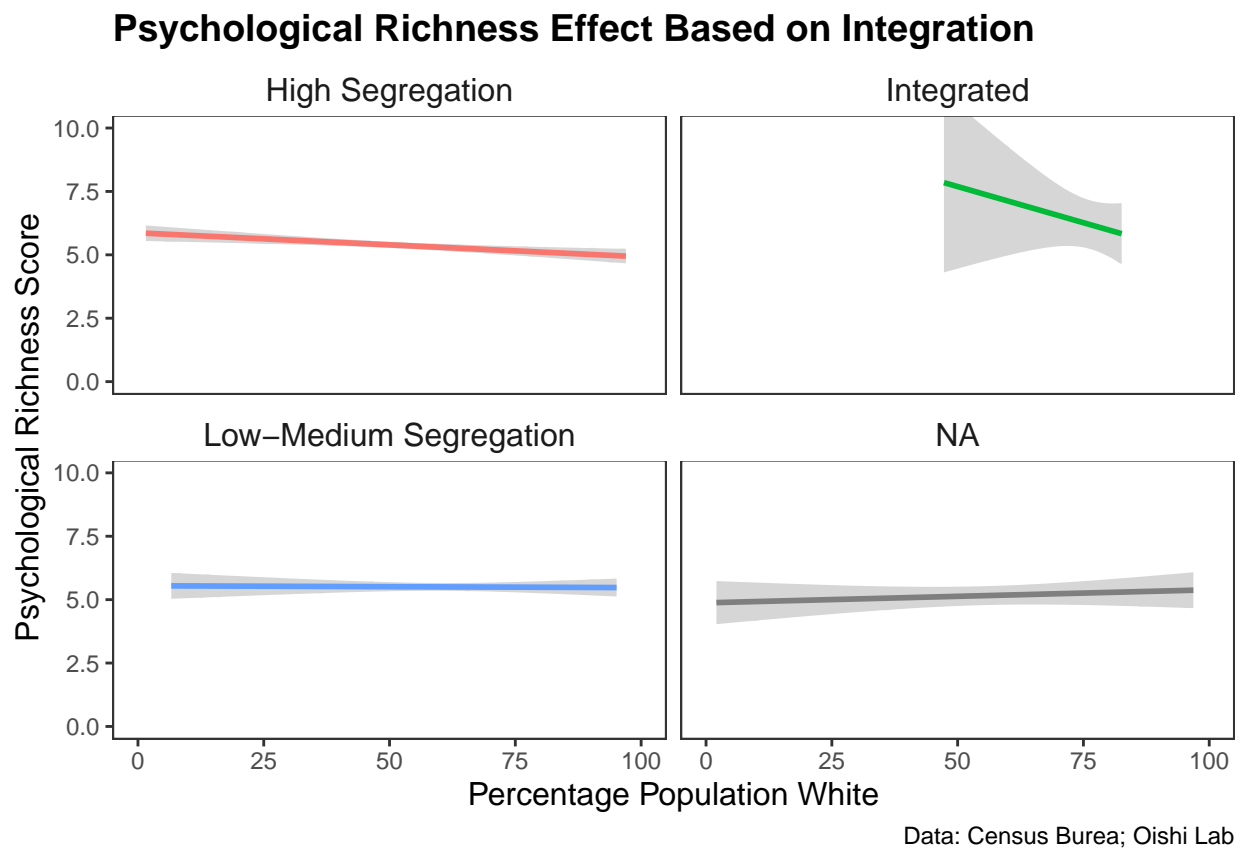 Psychological Richness Effect Based on Integration
High Segregation
Integrated
10.0
7.5
5.0
2.5
0.0
Low−Medium Segregation
NA
10.0
7.5
5.0
2.5
0.0
Psychological Richness Score
0 25 50 75 100 0 25 50 75 100
Percentage Population White
Data: Census Burea; Oishi Lab